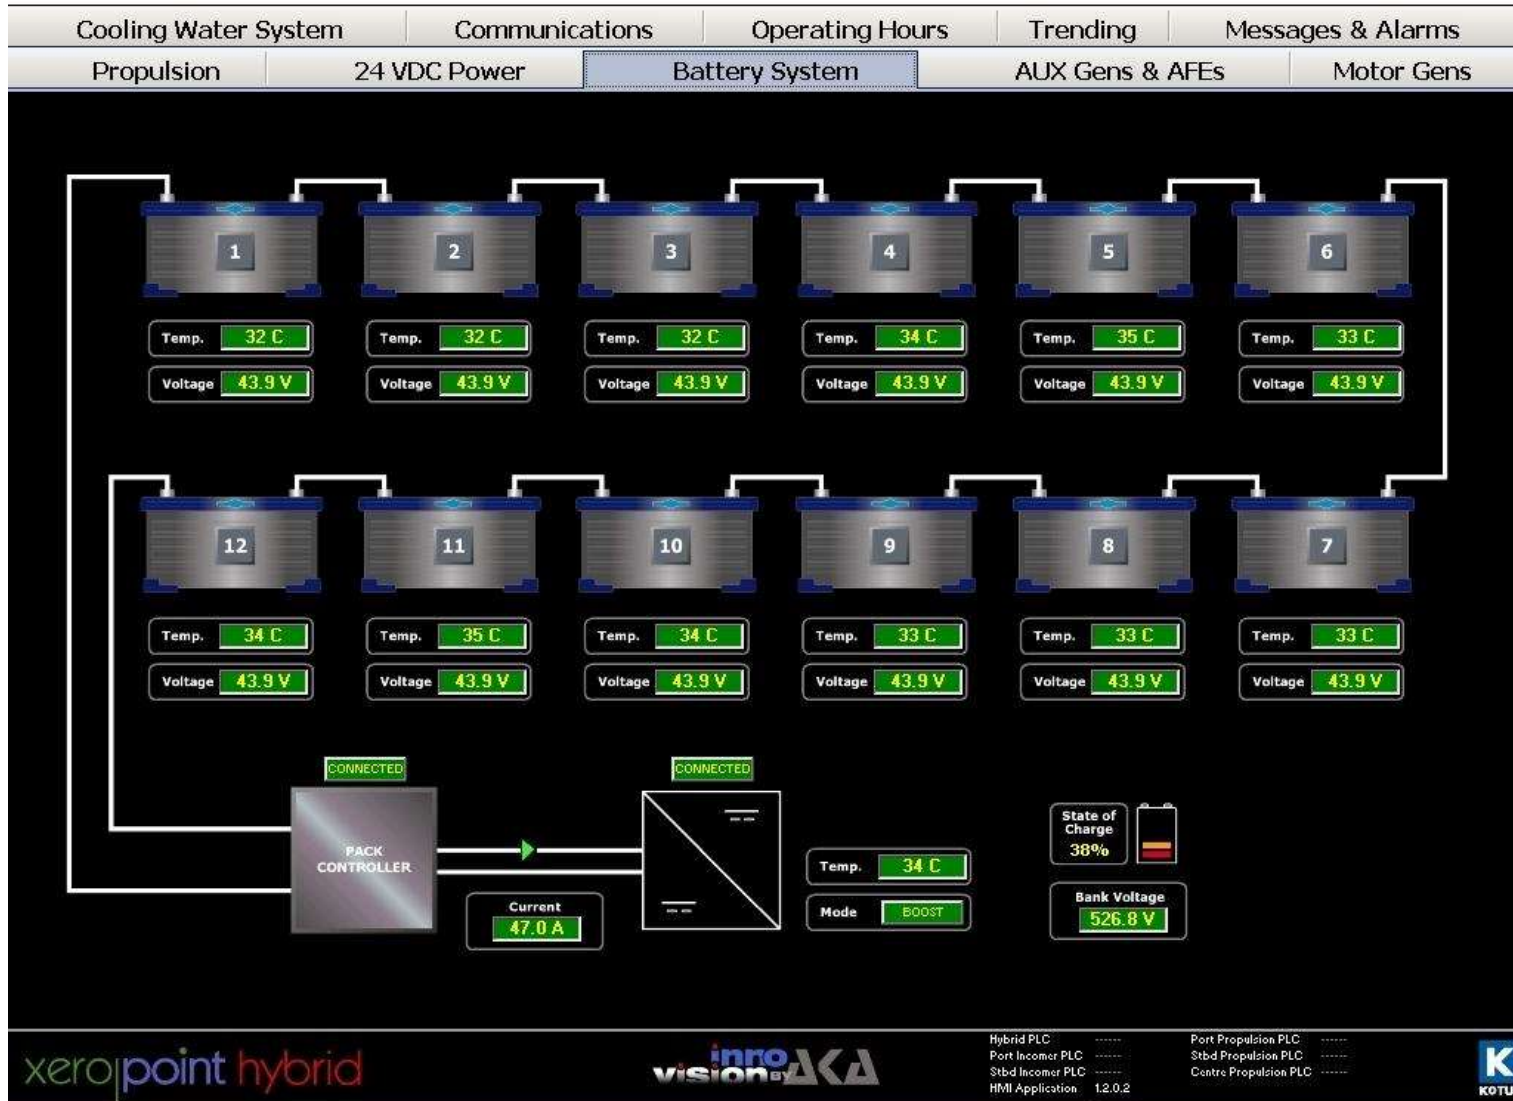 Cooling Water System Communications Operating Hours Trending Messages & Alarms
Propulsion 24 VDC Power Battery System AUX Gens & AFEs Motor Gens
1 2 3 4 5 6
Temp. 32 C Temp. 32 C Temp. 32 C Temp. 34 C Temp. 35 C Temp. 33 C
Voltage 43.9 V Voltage 43.9 V Voltage 43.9 V Voltage 43.9 V Voltage 43.9 V Voltage 43.9 V
12 11 10 9 8 7
Temp. 34 C Temp. 35 C Temp. 34 C Temp. 33 C Temp. 33 C Temp. 33 C
Voltage 43.9 V Voltage 43.9 V Voltage 43.9 V Voltage 43.9 V Voltage 43.9 V Voltage 43.9 V
CONNECTED CONNECTED
PACK
CONTROLLER
Current
47.0 A
Temp. 34 C
Mode BOOST
State of
Charge
38%
Bank Voltage
526.8 V
xero|point hybrid
inro
vision BY AKA
Hybrid PLC ------ Port Propulsion PLC ------
Port Incomer PLC ------ Stbd Propulsion PLC ------
Stbd Incomer PLC ------ Centre Propulsion PLC ------
HMI Application 1.2.0.2
K
KOTU